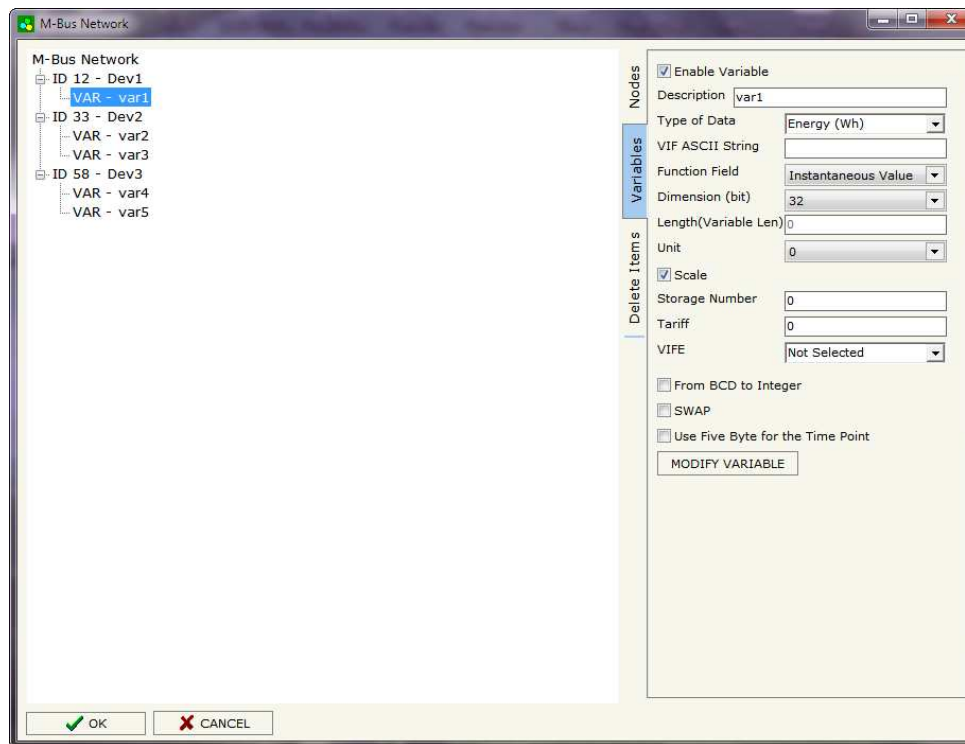 M-Bus Network
M-Bus Network
ID 12 - Dev1
VAR - var1
ID 33 - Dev2
VAR - var2
VAR - var3
ID 58 - Dev3
VAR - var4
VAR - var5
Nodes
Variables
Delete Items
Enable Variable
Description var1
Type of Data Energy (Wh)
VIF ASCII String
Function Field Instantaneous Value
Dimension (bit) 32
Length(Variable Len) 0
Unit 0
Scale
Storage Number 0
Tariff 0
VIFE Not Selected
From BCD to Integer
SWAP
Use Five Byte for the Time Point
MODIFY VARIABLE
OK
CANCEL